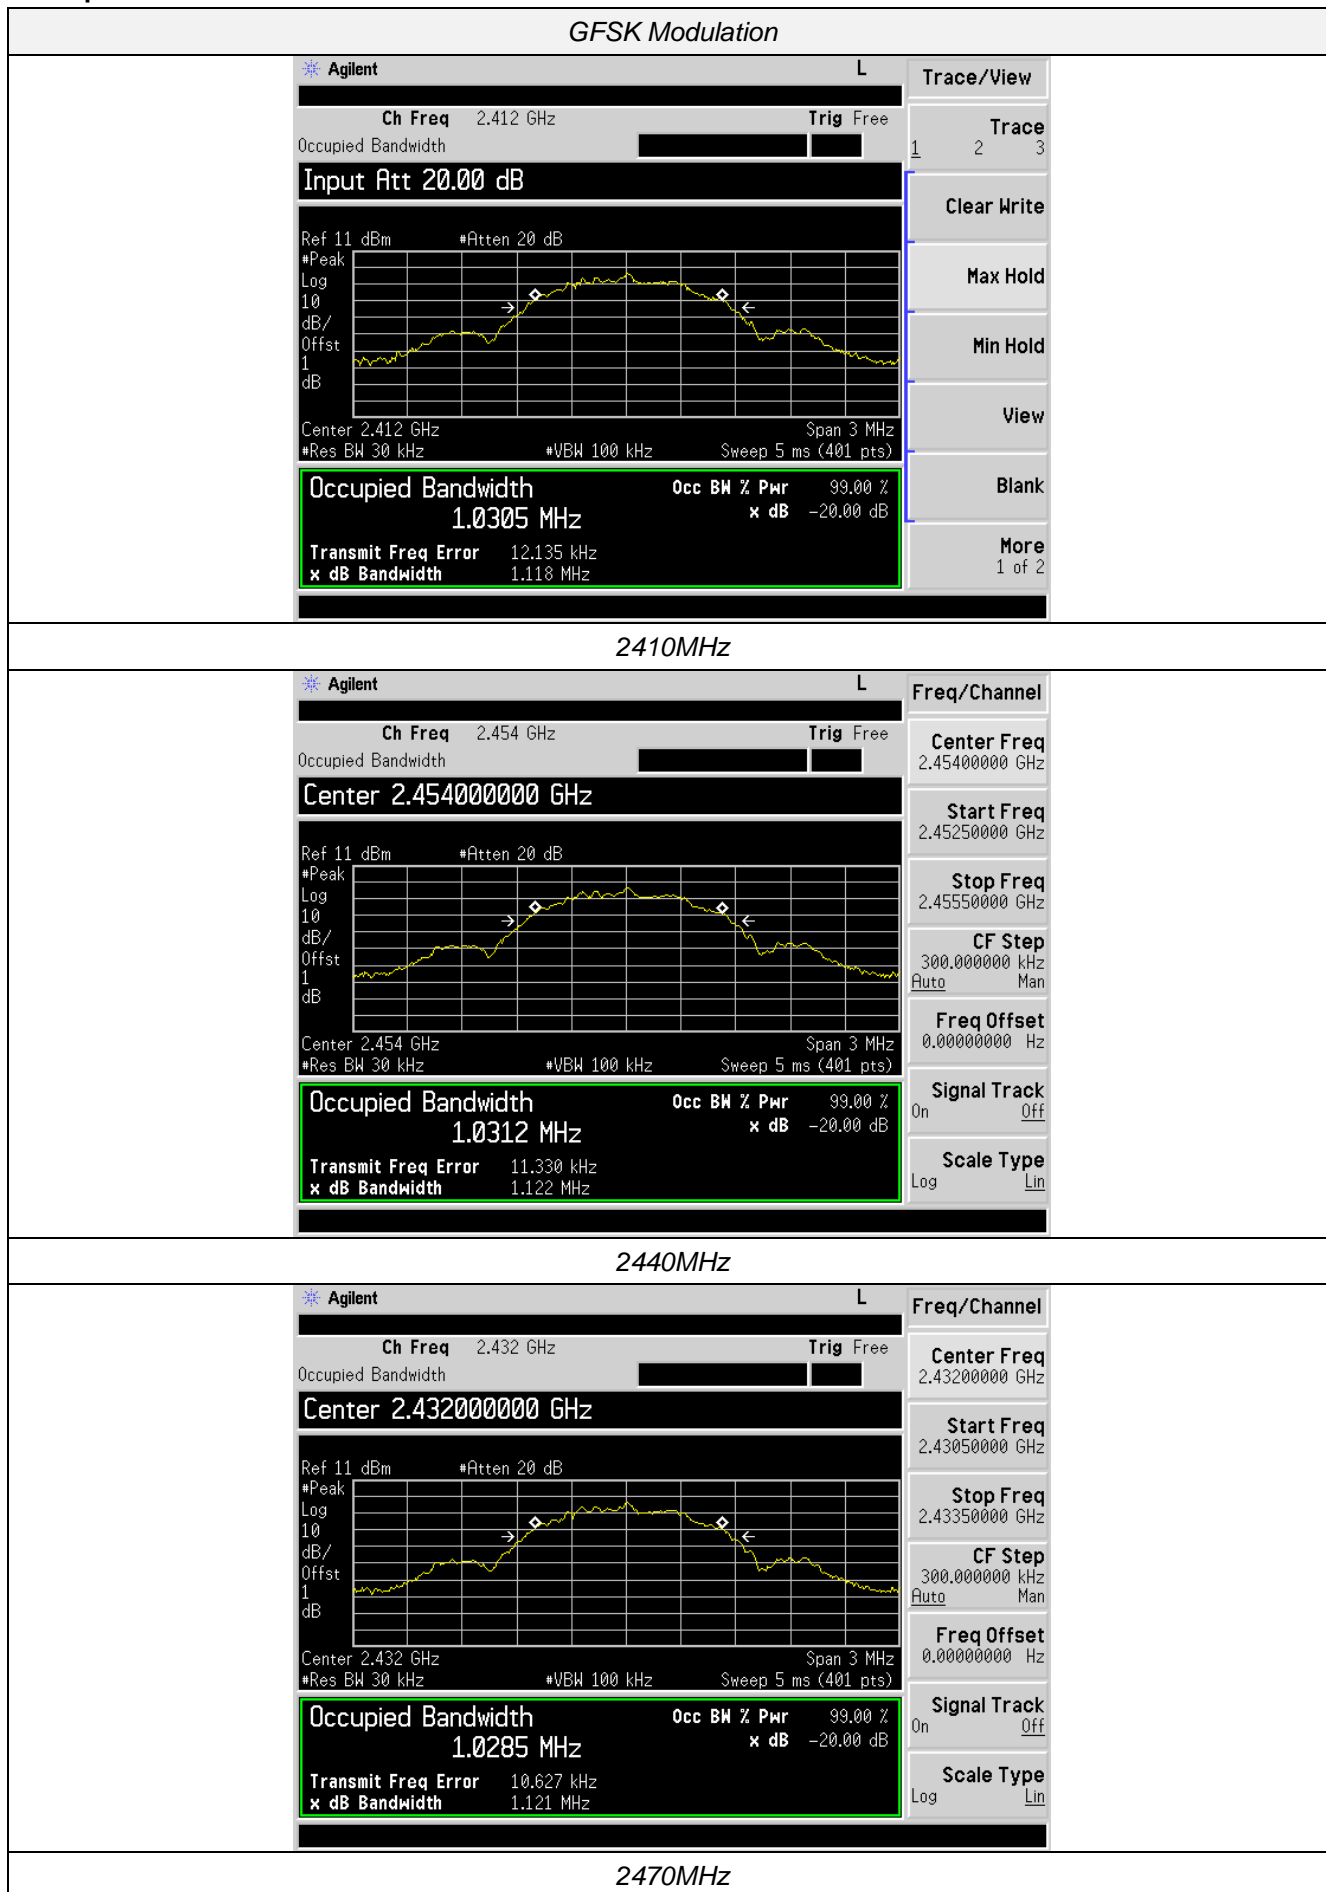 GFSK Modulation
Agilent L Trace/View
Ch Freq 2.412 GHz Trig Free
Occupied Bandwidth
Trace
1 2 3
Input Att 20.00 dB
Clear Write
Ref 11 dBm #Atten 20 dB
#Peak
Log
10
dB/
Offst
1
dB
Max Hold
Min Hold
View
Center 2.412 GHz Span 3 MHz
#Res BW 30 kHz #VBW 100 kHz Sweep 5 ms (401 pts)
Occupied Bandwidth Occ BW % Pwr 99.00 %
1.0305 MHz x dB -20.00 dB
Blank
Transmit Freq Error 12.135 kHz
x dB Bandwidth 1.118 MHz
More
1 of 2
2410MHz
Agilent L Freq/Channel
Ch Freq 2.454 GHz Trig Free
Occupied Bandwidth
Center Freq
2.45400000 GHz
Center 2.454000000 GHz
Start Freq
2.45250000 GHz
Ref 11 dBm #Atten 20 dB
#Peak
Log
10
dB/
Offst
1
dB
Stop Freq
2.45550000 GHz
CF Step
300.000000 kHz
Auto Man
Freq Offset
0.00000000 Hz
Center 2.454 GHz Span 3 MHz
#Res BW 30 kHz #VBW 100 kHz Sweep 5 ms (401 pts)
Occupied Bandwidth Occ BW % Pwr 99.00 %
1.0312 MHz x dB -20.00 dB
Signal Track
On Off
Transmit Freq Error 11.330 kHz
x dB Bandwidth 1.122 MHz
Scale Type
Log Lin
2440MHz
Agilent L Freq/Channel
Ch Freq 2.432 GHz Trig Free
Occupied Bandwidth
Center Freq
2.43200000 GHz
Center 2.432000000 GHz
Start Freq
2.43050000 GHz
Ref 11 dBm #Atten 20 dB
#Peak
Log
10
dB/
Offst
1
dB
Stop Freq
2.43350000 GHz
CF Step
300.000000 kHz
Auto Man
Freq Offset
0.00000000 Hz
Center 2.432 GHz Span 3 MHz
#Res BW 30 kHz #VBW 100 kHz Sweep 5 ms (401 pts)
Occupied Bandwidth Occ BW % Pwr 99.00 %
1.0285 MHz x dB -20.00 dB
Signal Track
On Off
Transmit Freq Error 10.627 kHz
x dB Bandwidth 1.121 MHz
Scale Type
Log Lin
2470MHz